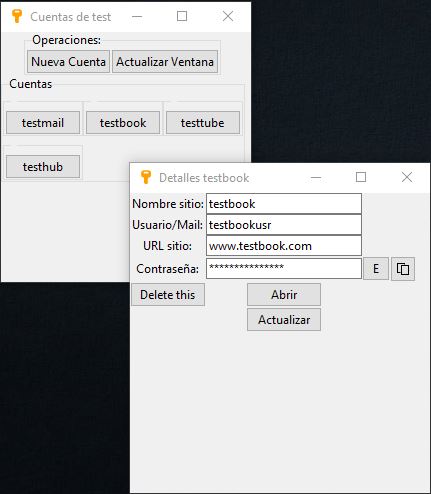 Cuentas de test
Operaciones:
Nueva Cuenta Actualizar Ventana
Cuentas
testmail testbook testtube
testhub
Detalles testbook
Nombre sitio: testbook
Usuario/Mail: testbookusr
URL sitio: www.testbook.com
Contraseña: *************** E
Delete this Abrir
Actualizar